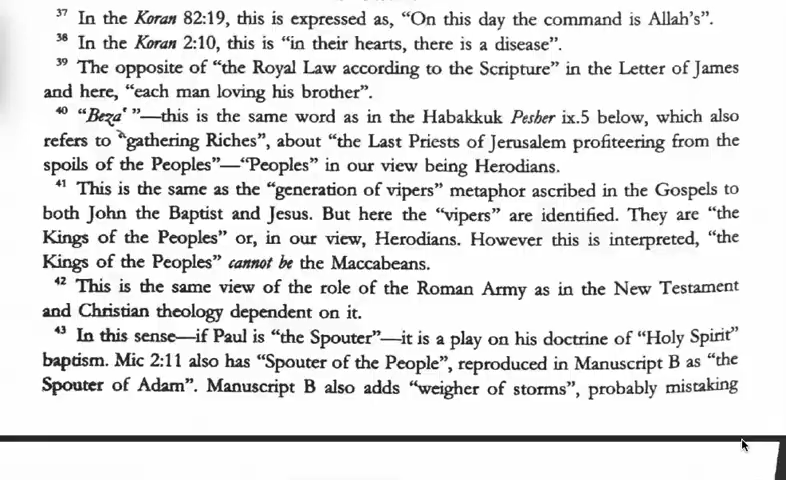 37 In the Koran 82:19, this is expressed as, “On this day the command is Allah’s”.
38 In the Koran 2:10, this is “in their hearts, there is a disease”.
39 The opposite of “the Royal Law according to the Scripture” in the Letter of James
and here, “each man loving his brother”.
40 “Beẓaʿ”—this is the same word as in the Habakkuk Pesher ix.5 below, which also
refers to “gathering Riches”, about “the Last Priests of Jerusalem profiteering from the
spoils of the Peoples”—“Peoples” in our view being Herodians.
41 This is the same as the “generation of vipers” metaphor ascribed in the Gospels to
both John the Baptist and Jesus. But here the “vipers” are identified. They are “the
Kings of the Peoples” or, in our view, Herodians. However this is interpreted, “the
Kings of the Peoples” cannot be the Maccabeans.
42 This is the same view of the role of the Roman Army as in the New Testament
and Christian theology dependent on it.
43 In this sense—if Paul is “the Spouter”—it is a play on his doctrine of “Holy Spirit”
baptism. Mic 2:11 also has “Spouter of the People”, reproduced in Manuscript B as “the
Spouter of Adam”. Manuscript B also adds “weigher of storms”, probably mistaking